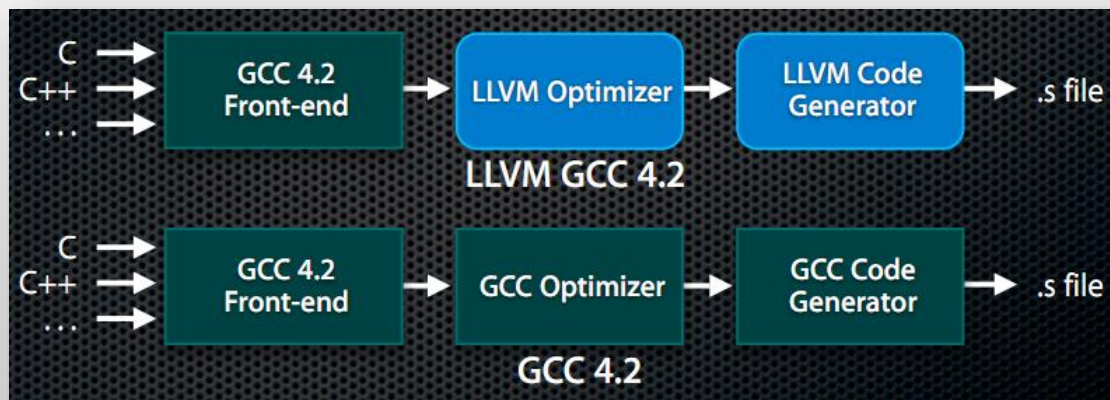 C
C++
...
GCC 4.2
Front-end
LLVM Optimizer
LLVM Code
Generator
.s file
LLVM GCC 4.2
C
C++
...
GCC 4.2
Front-end
GCC Optimizer
GCC Code
Generator
.s file
GCC 4.2